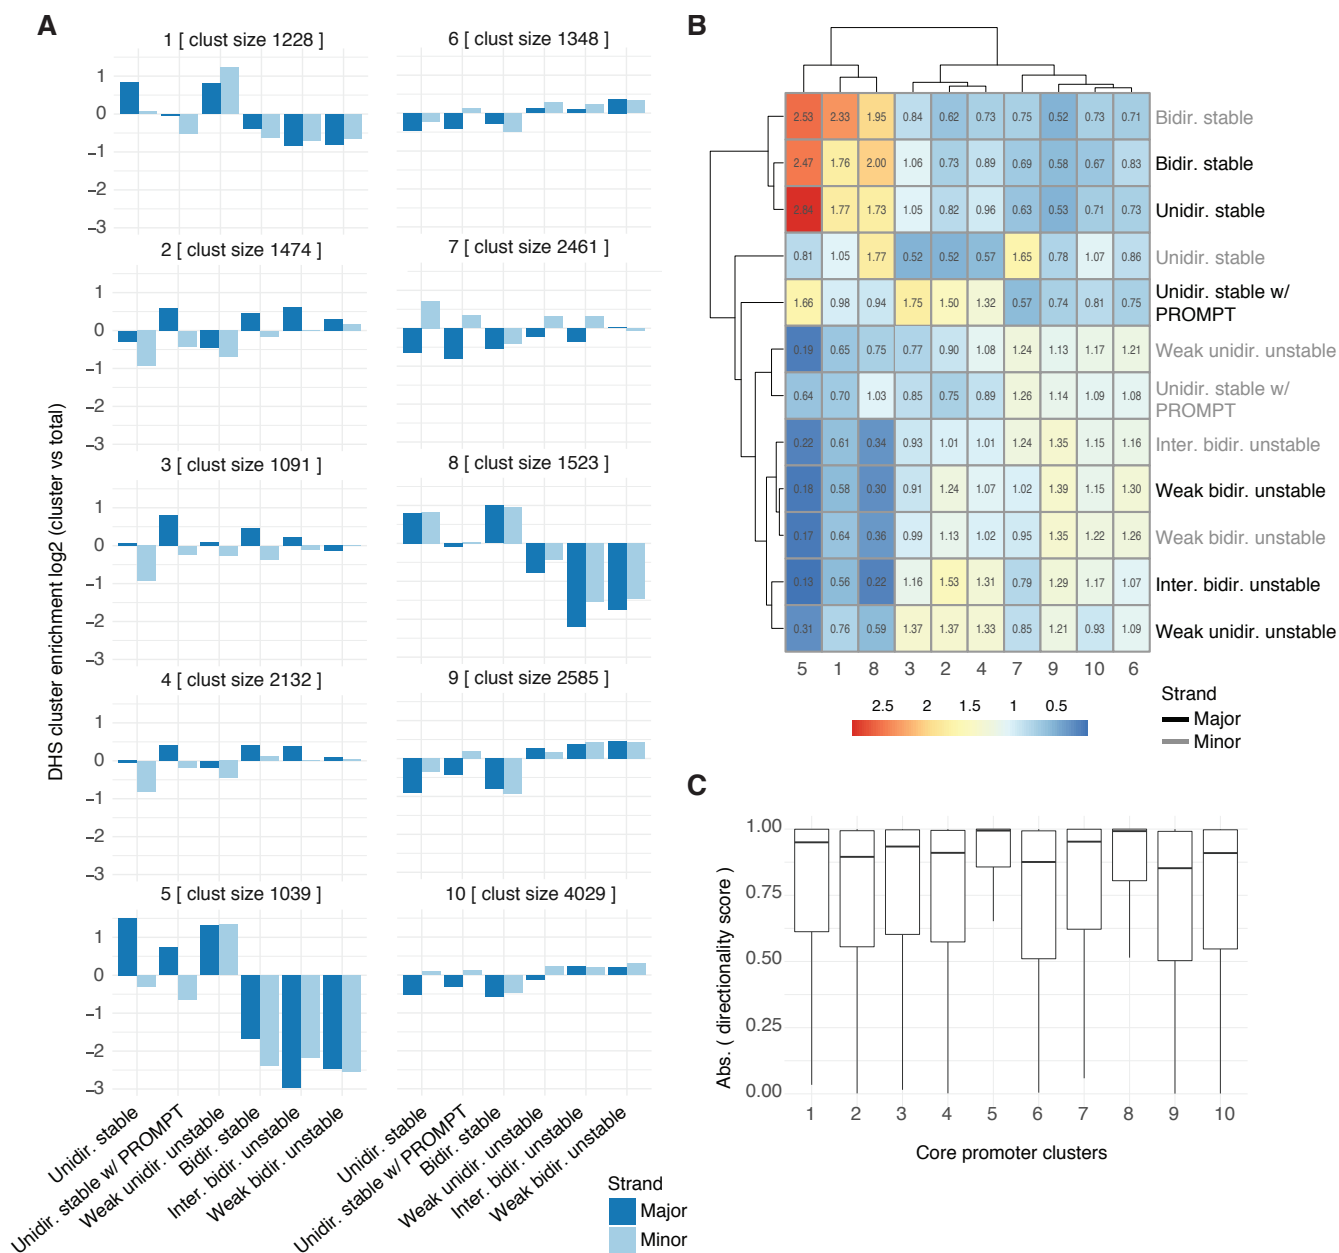 A
1 [ clust size 1228 ]
1
0
−1
−2
−3
2 [ clust size 1474 ]
1
0
−1
−2
−3
3 [ clust size 1091 ]
1
0
−1
−2
−3
4 [ clust size 2132 ]
1
0
−1
−2
−3
5 [ clust size 1039 ]
1
0
−1
−2
−3
DHS cluster enrichment log2 (cluster vs total)
6 [ clust size 1348 ]
7 [ clust size 2461 ]
8 [ clust size 1523 ]
9 [ clust size 2585 ]
10 [ clust size 4029 ]
Unidir. stable
Unidir. stable w/ PROMPT
Weak unidir. unstable
Bidir. stable
Inter. bidir. unstable
Weak bidir. unstable
Unidir. stable
Unidir. stable w/ PROMPT
Bidir. stable
Weak unidir. unstable
Inter. bidir. unstable
Weak bidir. unstable
Strand
Major
Minor
B
2.53 2.33 1.95 0.84 0.62 0.73 0.75 0.52 0.73 0.71 Bidir. stable
2.47 1.76 2.00 1.06 0.73 0.89 0.69 0.58 0.67 0.83 Bidir. stable
2.84 1.77 1.73 1.05 0.82 0.96 0.63 0.53 0.71 0.73 Unidir. stable
0.81 1.05 1.77 0.52 0.52 0.57 1.65 0.78 1.07 0.86 Unidir. stable
1.66 0.98 0.94 1.75 1.50 1.32 0.57 0.74 0.81 0.75 Unidir. stable w/
PROMPT
0.19 0.65 0.75 0.77 0.90 1.08 1.24 1.13 1.17 1.21 Weak unidir. unstable
0.64 0.70 1.03 0.85 0.75 0.89 1.26 1.14 1.09 1.08 Unidir. stable w/
PROMPT
0.22 0.61 0.34 0.93 1.01 1.01 1.24 1.35 1.15 1.16 Inter. bidir. unstable
0.18 0.58 0.30 0.91 1.24 1.07 1.02 1.39 1.15 1.30 Weak bidir. unstable
0.17 0.64 0.36 0.99 1.13 1.02 0.95 1.35 1.22 1.26 Weak bidir. unstable
0.13 0.56 0.22 1.16 1.53 1.31 0.79 1.29 1.17 1.07 Inter. bidir. unstable
0.31 0.76 0.59 1.37 1.37 1.33 0.85 1.21 0.93 1.09 Weak unidir. unstable
5 1 8 3 2 4 7 9 10 6
2.5 2 1.5 1 0.5
Strand
Major
Minor
C
1.00
0.75
0.50
0.25
0.00
Abs. ( directionality score )
1 2 3 4 5 6 7 8 9 10
Core promoter clusters